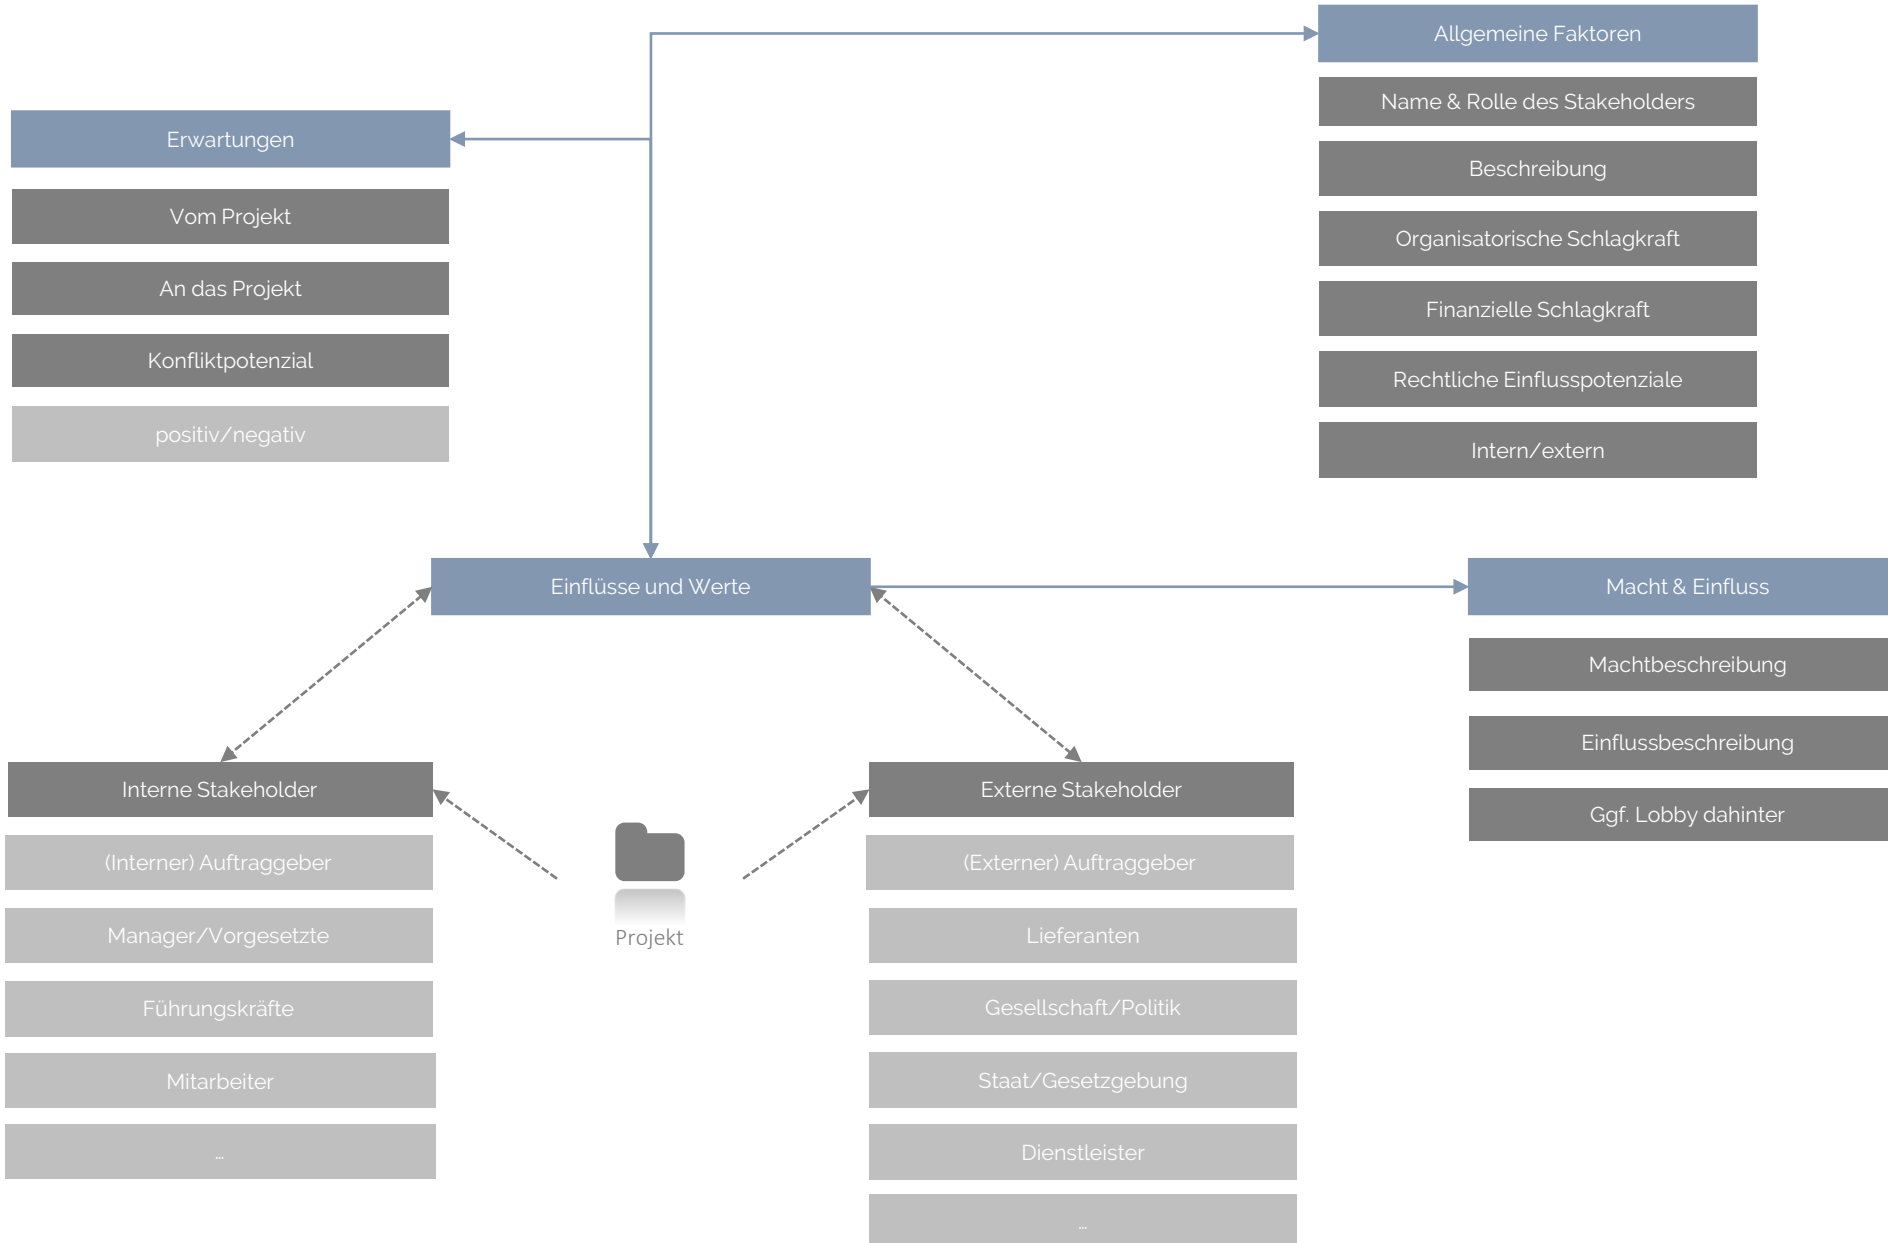 Allgemeine Faktoren
Name & Rolle des Stakeholders
Beschreibung
Organisatorische Schlagkraft
Finanzielle Schlagkraft
Rechtliche Einflusspotenziale
Intern/extern
Erwartungen
Vom Projekt
An das Projekt
Konfliktpotenzial
positiv/negativ
Einflüsse und Werte
Macht & Einfluss
Machtbeschreibung
Einflussbeschreibung
Ggf. Lobby dahinter
Interne Stakeholder
(Interner) Auftraggeber
Manager/Vorgesetzte
Führungskräfte
Mitarbeiter
...
Projekt
Externe Stakeholder
(Externer) Auftraggeber
Lieferanten
Gesellschaft/Politik
Staat/Gesetzgebung
Dienstleister
...